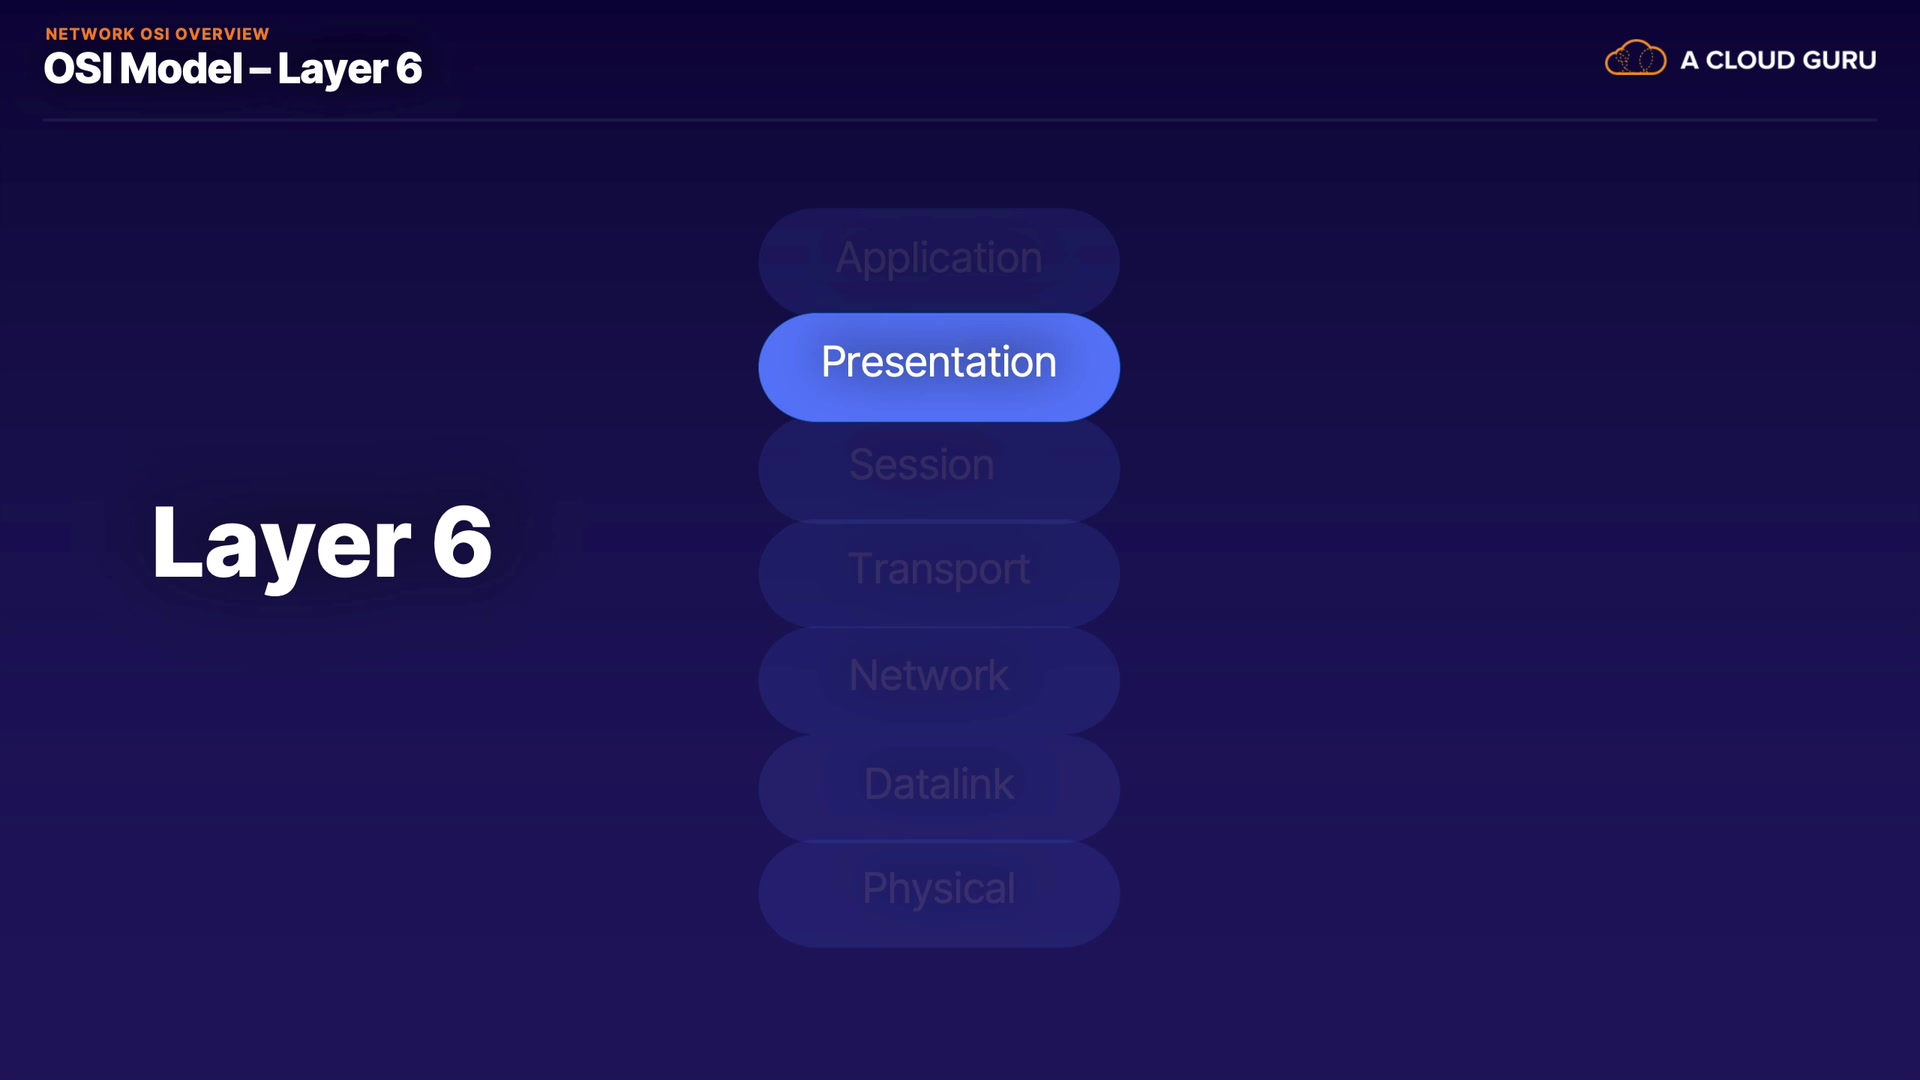 NETWORK OSI OVERVIEW
OSI Model – Layer 6
A CLOUD GURU
Application
Presentation
Session
Layer 6
Transport
Network
Datalink
Physical